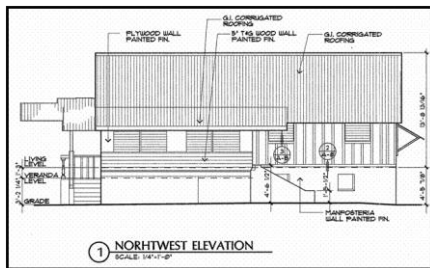 G.I. CORRUGATED
ROOFING
PLYWOOD WALL
PAINTED FIN.
5" T&G WOOD WALL
PAINTED FIN.
G.I. CORRUGATED
ROOFING
LIVING
LEVEL
VERANDA
LEVEL
GRADE
MANPOSTERIA
WALL PAINTED FIN.
1 NORHTWEST ELEVATION
SCALE: 1/4"=1'-0"